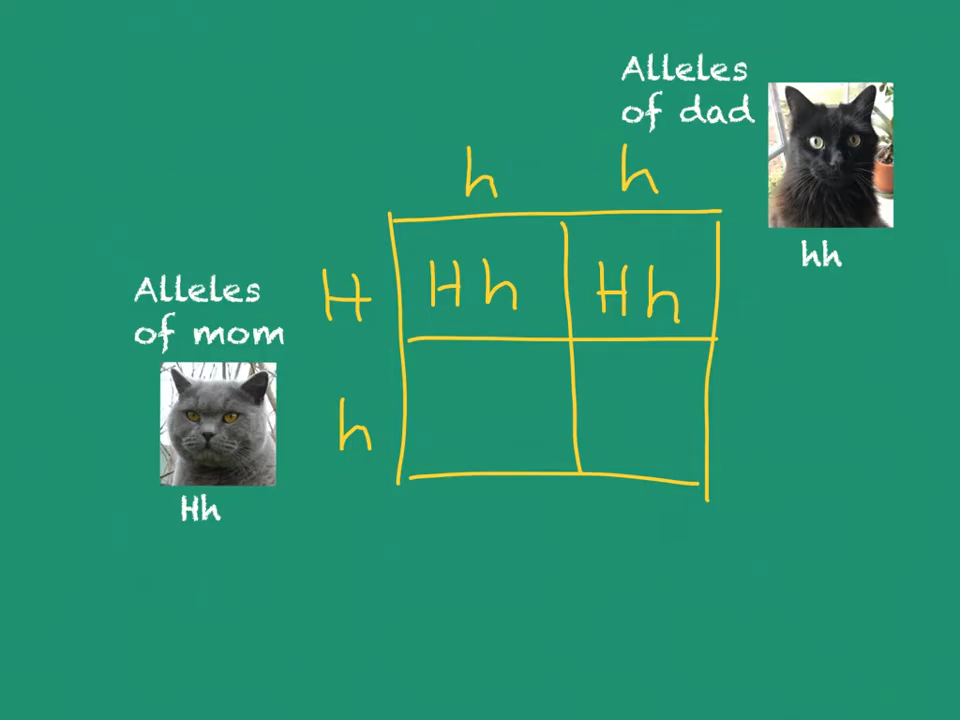 Alleles
of dad
hh
h h
H Hh Hh
h
Alleles
of mom
Hh